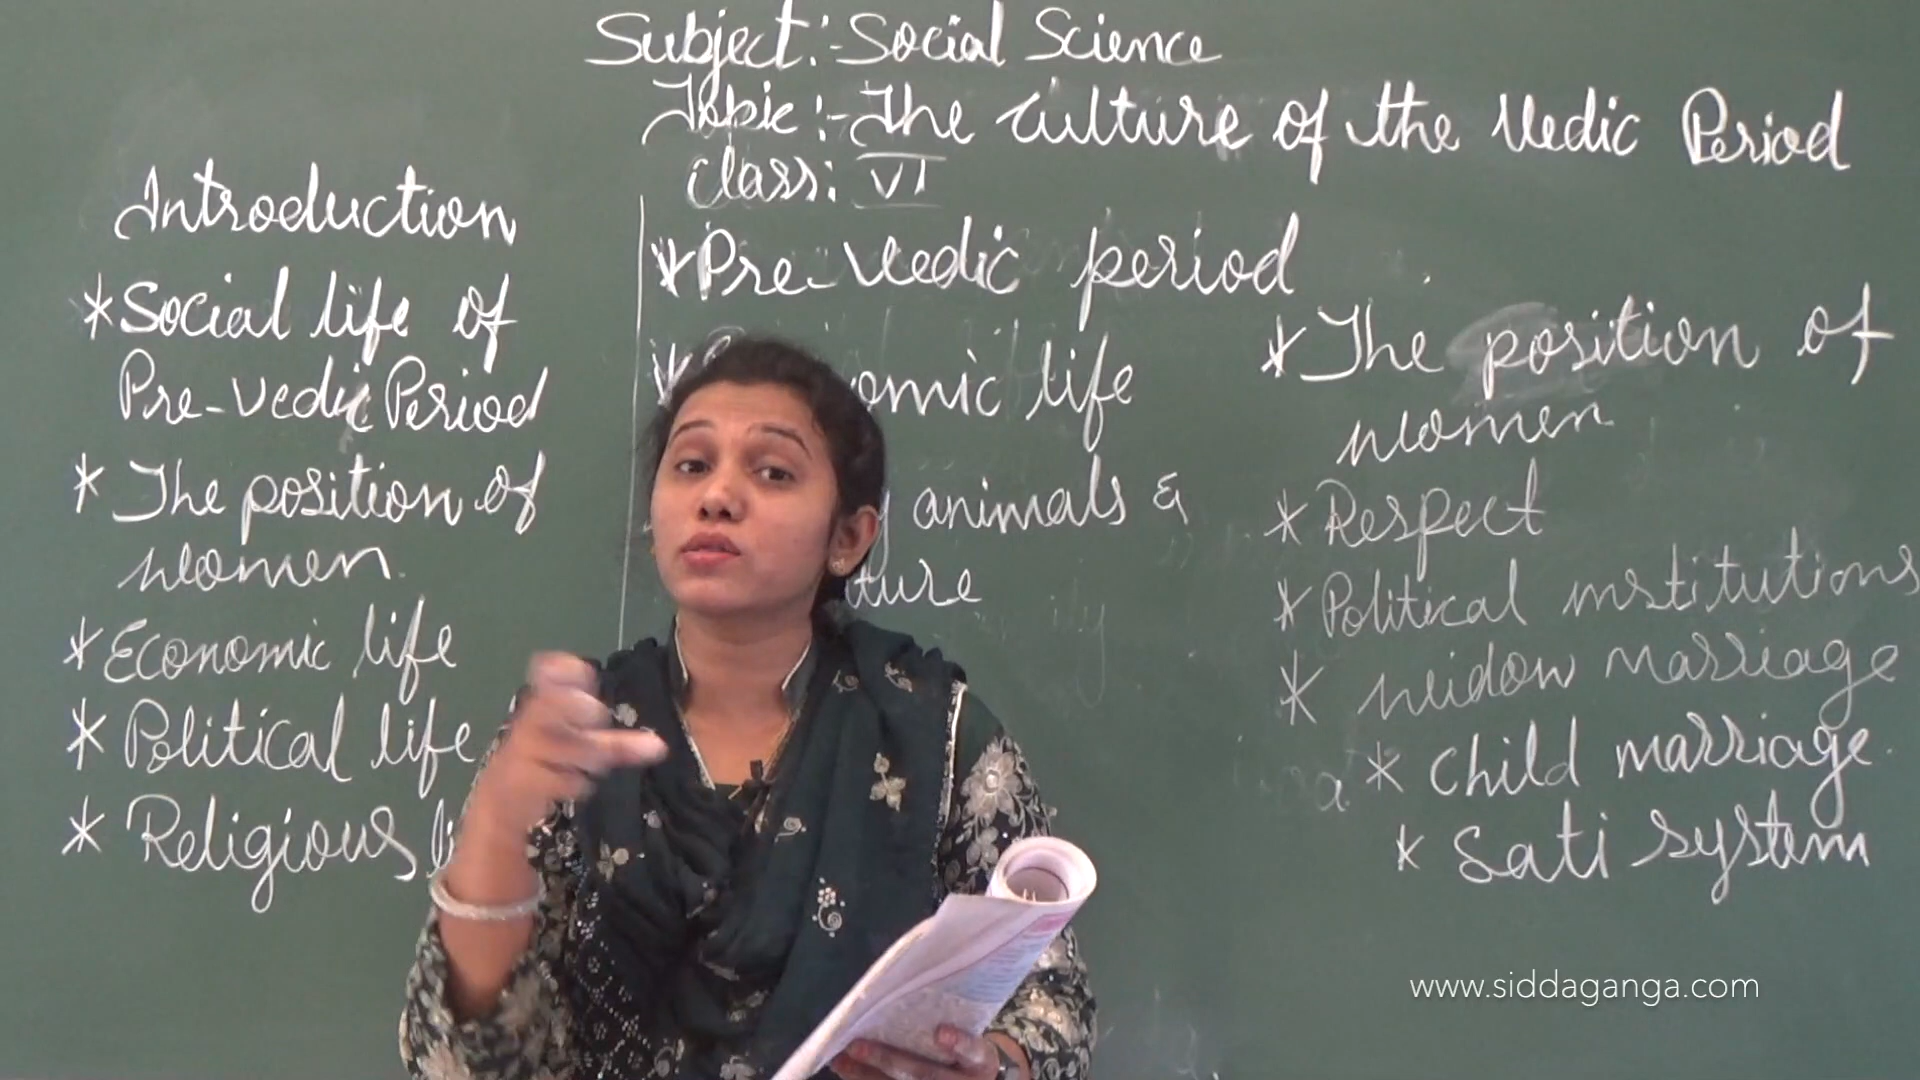 Subject:-Social Science
Topic:-The culture of the Vedic Period
Class: VI
Introduction
*Social life of
Pre-Vedic Period
* The position of
women.
*Economic life
*Political life
* Religious
*Pre-Vedic period
life
animals &
* The position of
women.
*Respect
*Political institutions
* widow marriage
* Child marriage.
* Sati system
www.siddaganga.com